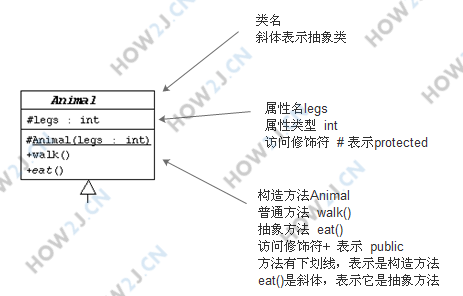 类名
斜体表示抽象类
Animal
#legs : int
#Animal(legs : int)
+walk()
+eat()
属性名legs
属性类型 int
访问修饰符 # 表示protected
构造方法Animal
普通方法 walk()
抽象方法 eat()
访问修饰符+ 表示 public
方法有下划线，表示是构造方法
eat()是斜体，表示它是抽象方法
HOW2J.CN
HOW2J.CN
HOW2J.CN
HOW2J.CN
HOW2J.CN
HOW2J.CN